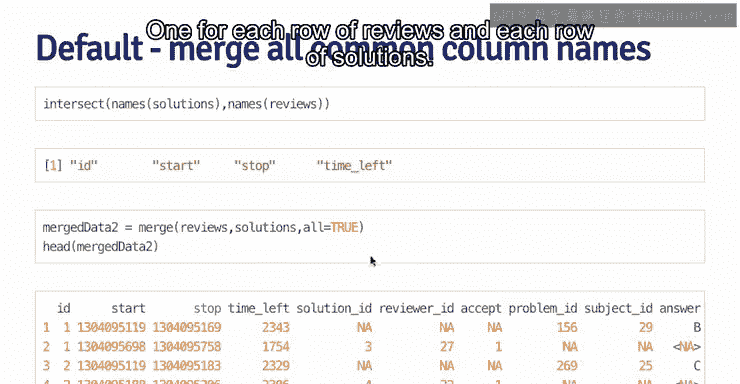 One for each row of reviews and each row
of solutions.
Default - merge all common column names
intersect(names(solutions),names(reviews))
[1] "id" "start" "stop" "time_left"
mergedData2 = merge(reviews,solutions,all=TRUE)
head(mergedData2)
id start stop time_left solution_id reviewer_id accept problem_id subject_id answer
1 1 1304095119 1304095169 2343 NA NA NA 156 29 B
2 1 1304095698 1304095758 1754 3 27 1 NA NA <NA>
3 2 1304095119 1304095183 2329 NA NA NA 269 25 C